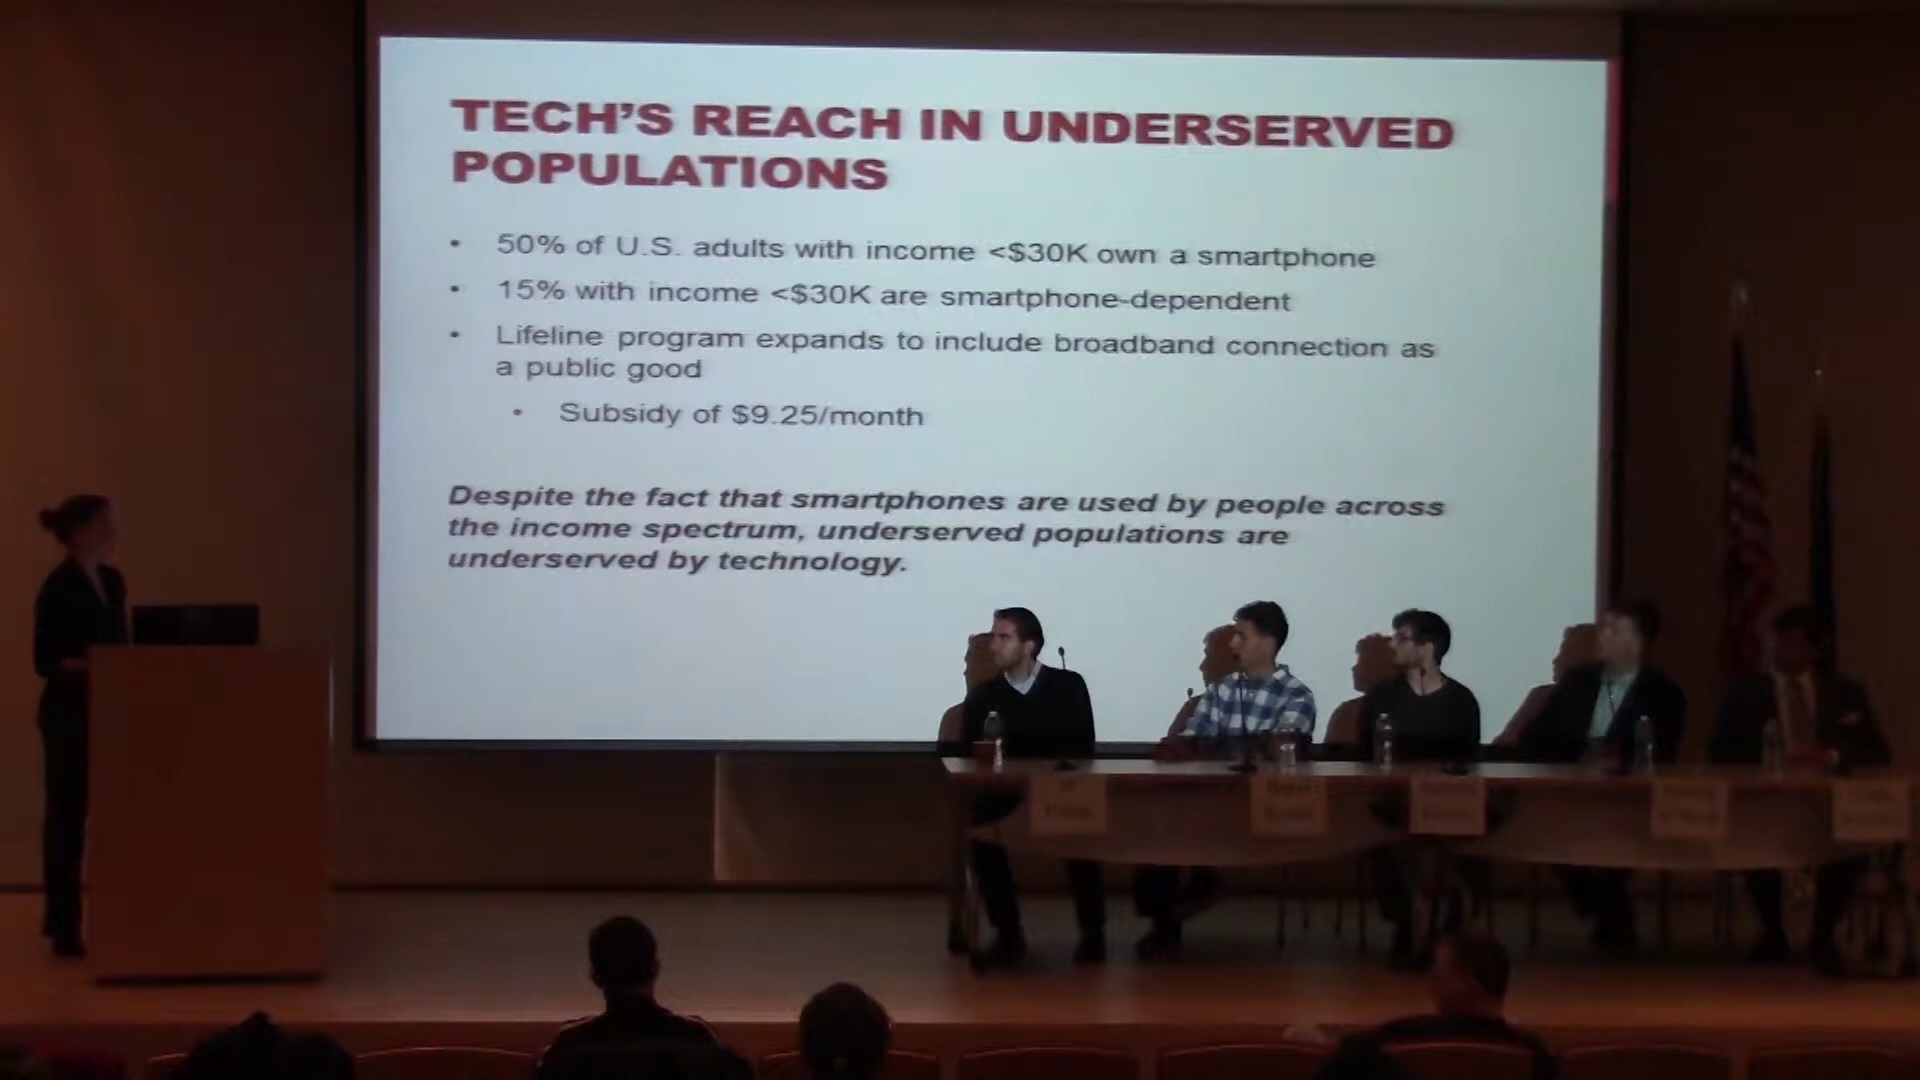 TECH'S REACH IN UNDERSERVED
POPULATIONS
• 50% of U.S. adults with income <$30K own a smartphone
• 15% with income <$30K are smartphone-dependent
• Lifeline program expands to include broadband connection as
a public good
• Subsidy of $9.25/month
Despite the fact that smartphones are used by people across
the income spectrum, underserved populations are
underserved by technology.